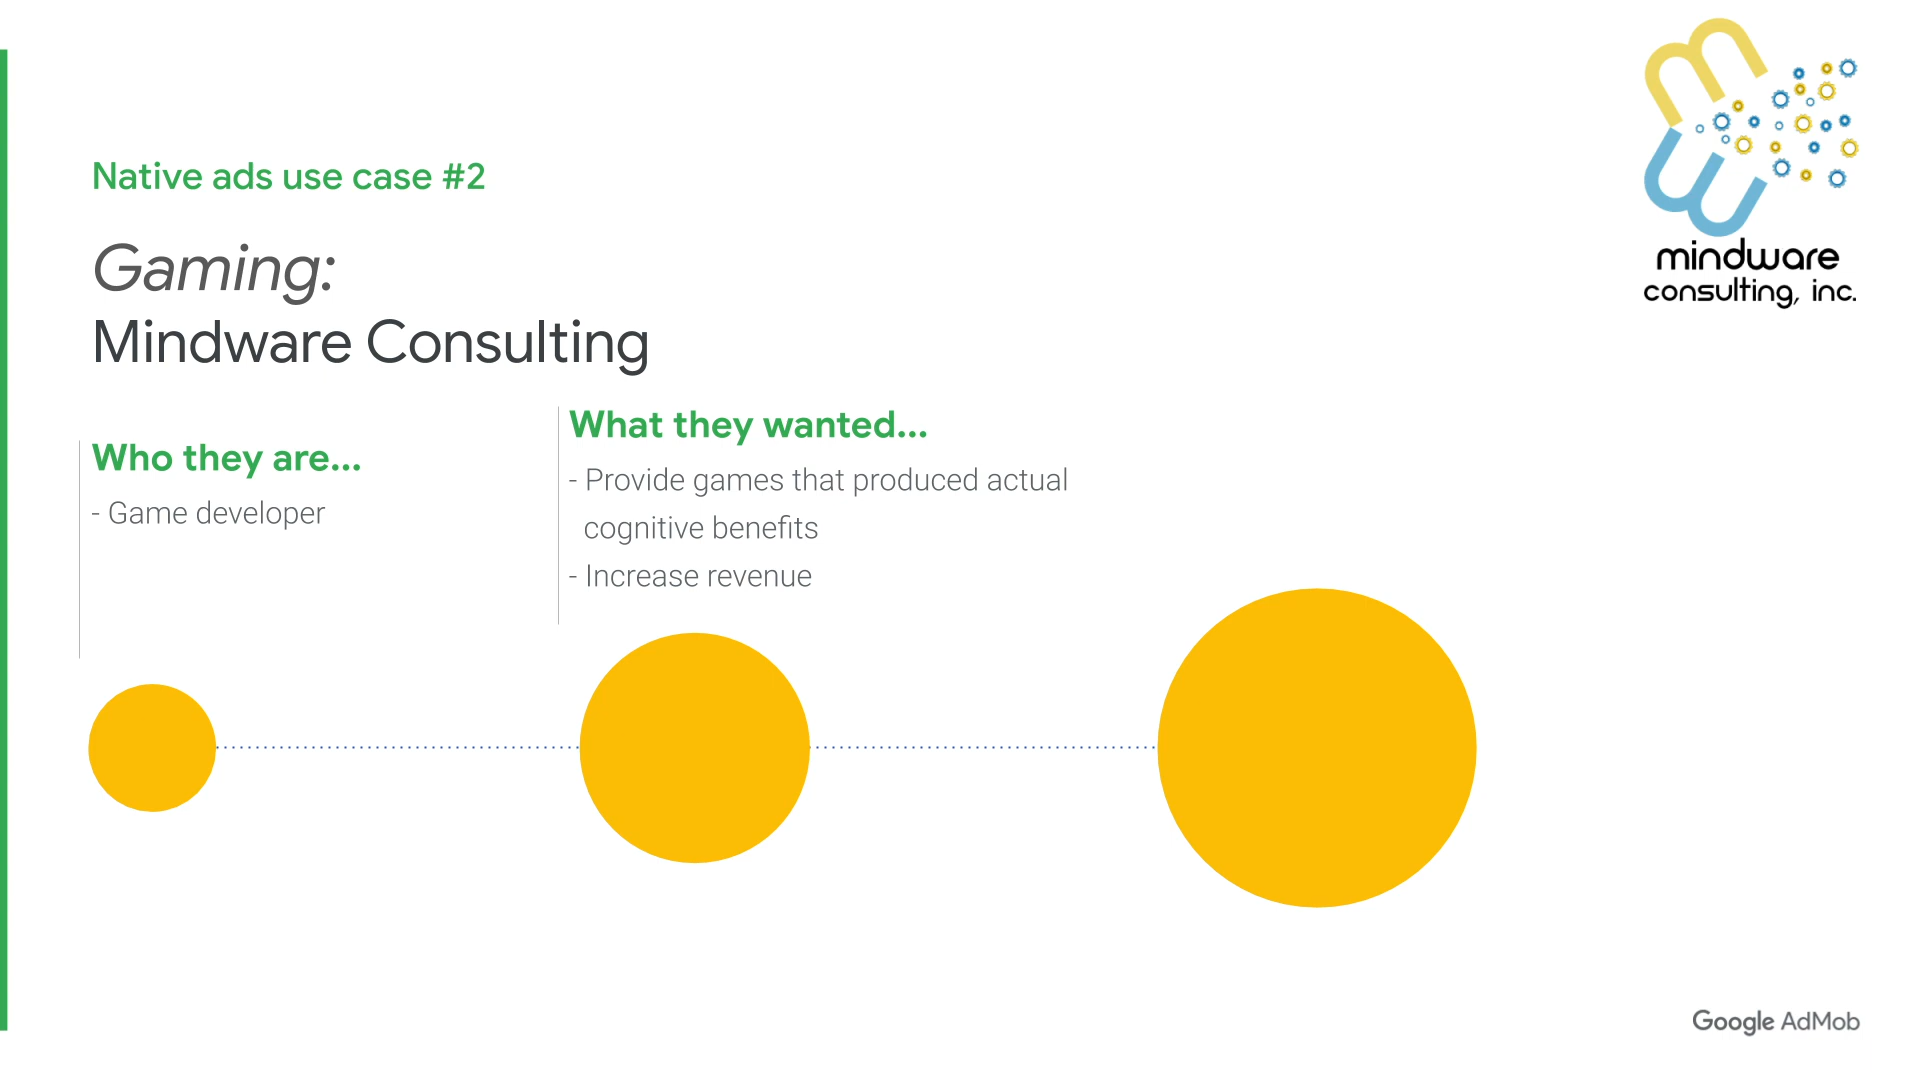 Native ads use case #2
Gaming:
Mindware Consulting
Who they are...
- Game developer
What they wanted...
- Provide games that produced actual
cognitive benefits
- Increase revenue
mindware
consulting, inc.
Google AdMob